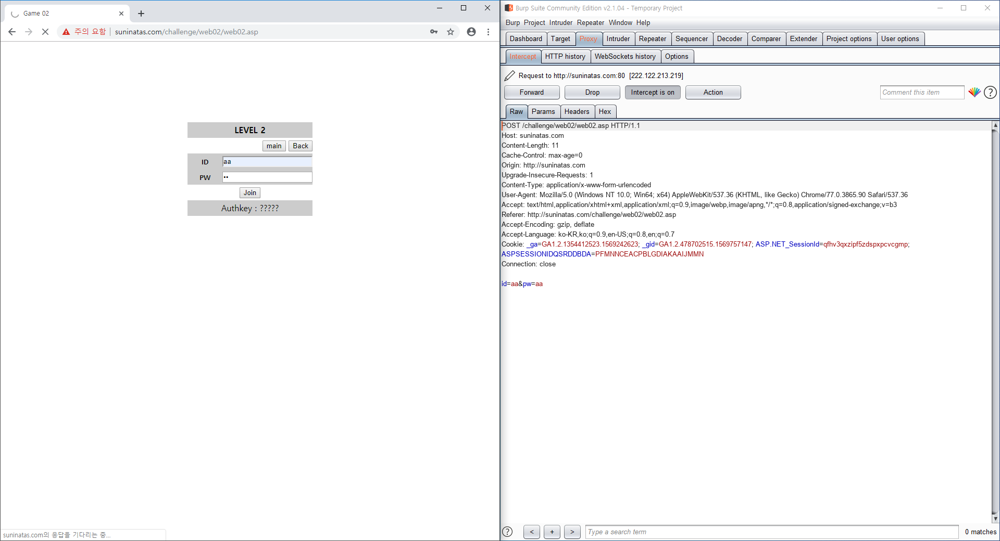 Game 02
주의 요함
suninatas.com/challenge/web02/web02.asp
LEVEL 2
main Back
ID aa
PW ••
Join
Authkey : ?????
suninatas.com의 응답을 기다리는 중...
Burp Suite Community Edition v2.1.04 - Temporary Project
Burp Project Intruder Repeater Window Help
Dashboard Target Proxy Intruder Repeater Sequencer Decoder Comparer Extender Project options User options
Intercept HTTP history WebSockets history Options
Request to http://suninatas.com:80 [222.122.213.219]
Forward Drop Intercept is on Action Comment this item ?
Raw Params Headers Hex
POST /challenge/web02/web02.asp HTTP/1.1
Host: suninatas.com
Content-Length: 11
Cache-Control: max-age=0
Origin: http://suninatas.com
Upgrade-Insecure-Requests: 1
Content-Type: application/x-www-form-urlencoded
User-Agent: Mozilla/5.0 (Windows NT 10.0; Win64; x64) AppleWebKit/537.36 (KHTML, like Gecko) Chrome/77.0.3865.90 Safari/537.36
Accept: text/html,application/xhtml+xml,application/xml;q=0.9,image/webp,image/apng,*/*;q=0.8,application/signed-exchange;v=b3
Referer: http://suninatas.com/challenge/web02/web02.asp
Accept-Encoding: gzip, deflate
Accept-Language: ko-KR,ko;q=0.9,en-US;q=0.8,en;q=0.7
Cookie: _ga=GA1.2.1354412523.1569242623; _gid=GA1.2.478702515.1569757147; ASP.NET_SessionId=qfhv3qxzipf5zdspxpcvcgmp;
ASPSESSIONIDQSRDDBDA=PFMNNCEACPBLGDIAKAAIJMMN
Connection: close
id=aa&pw=aa
? < + > Type a search term 0 matches